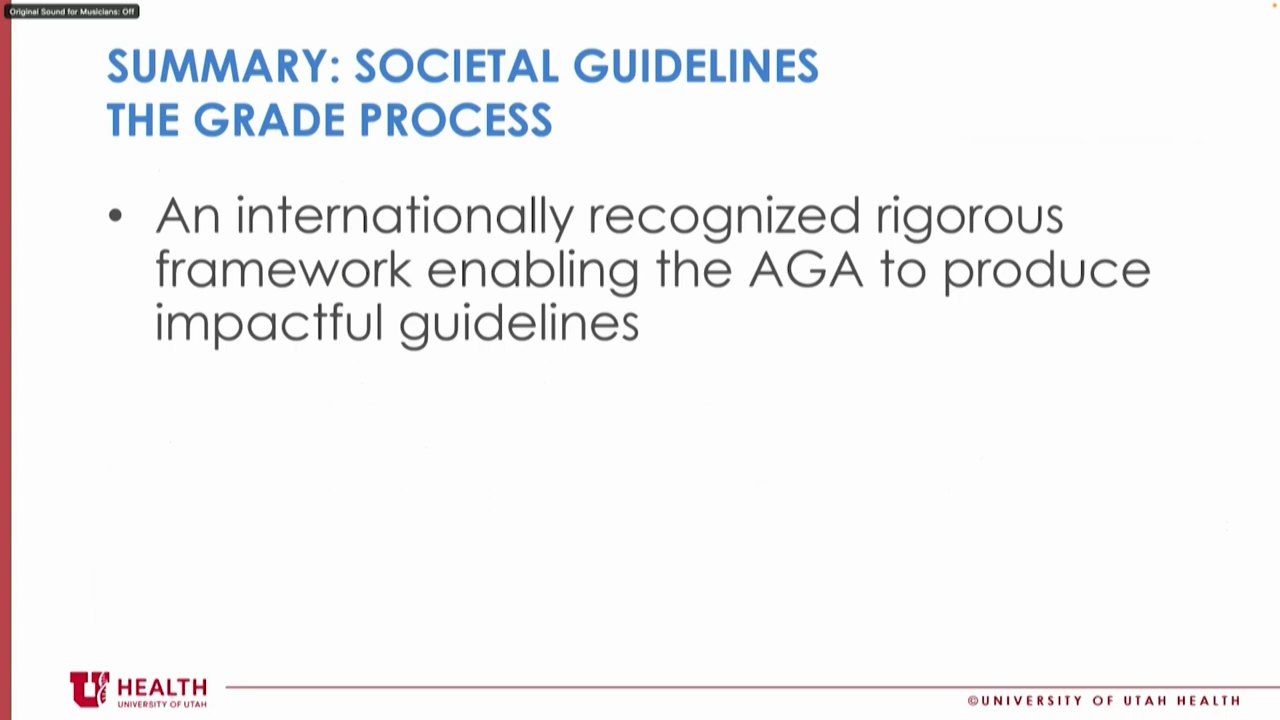 Original Sound for Musicians: Off
SUMMARY: SOCIETAL GUIDELINES
THE GRADE PROCESS
• An internationally recognized rigorous
framework enabling the AGA to produce
impactful guidelines
U HEALTH
UNIVERSITY OF UTAH
©UNIVERSITY OF UTAH HEALTH